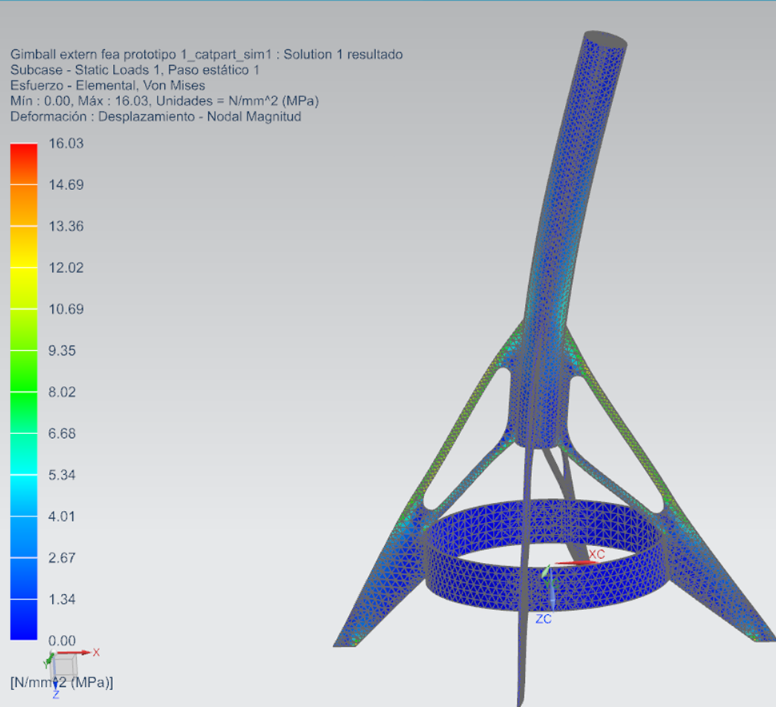 Gimball extern fea prototipo 1_catpart_sim1 : Solution 1 resultado
Subcase - Static Loads 1, Paso estático 1
Esfuerzo - Elemental, Von Mises
Mín : 0.00, Máx : 16.03, Unidades = N/mm^2 (MPa)
Deformación : Desplazamiento - Nodal Magnitud
16.03
14.69
13.36
12.02
10.69
9.35
8.02
6.68
5.34
4.01
2.67
1.34
0.00
[N/mm^2 (MPa)]
X
Y
Z
XC
ZC